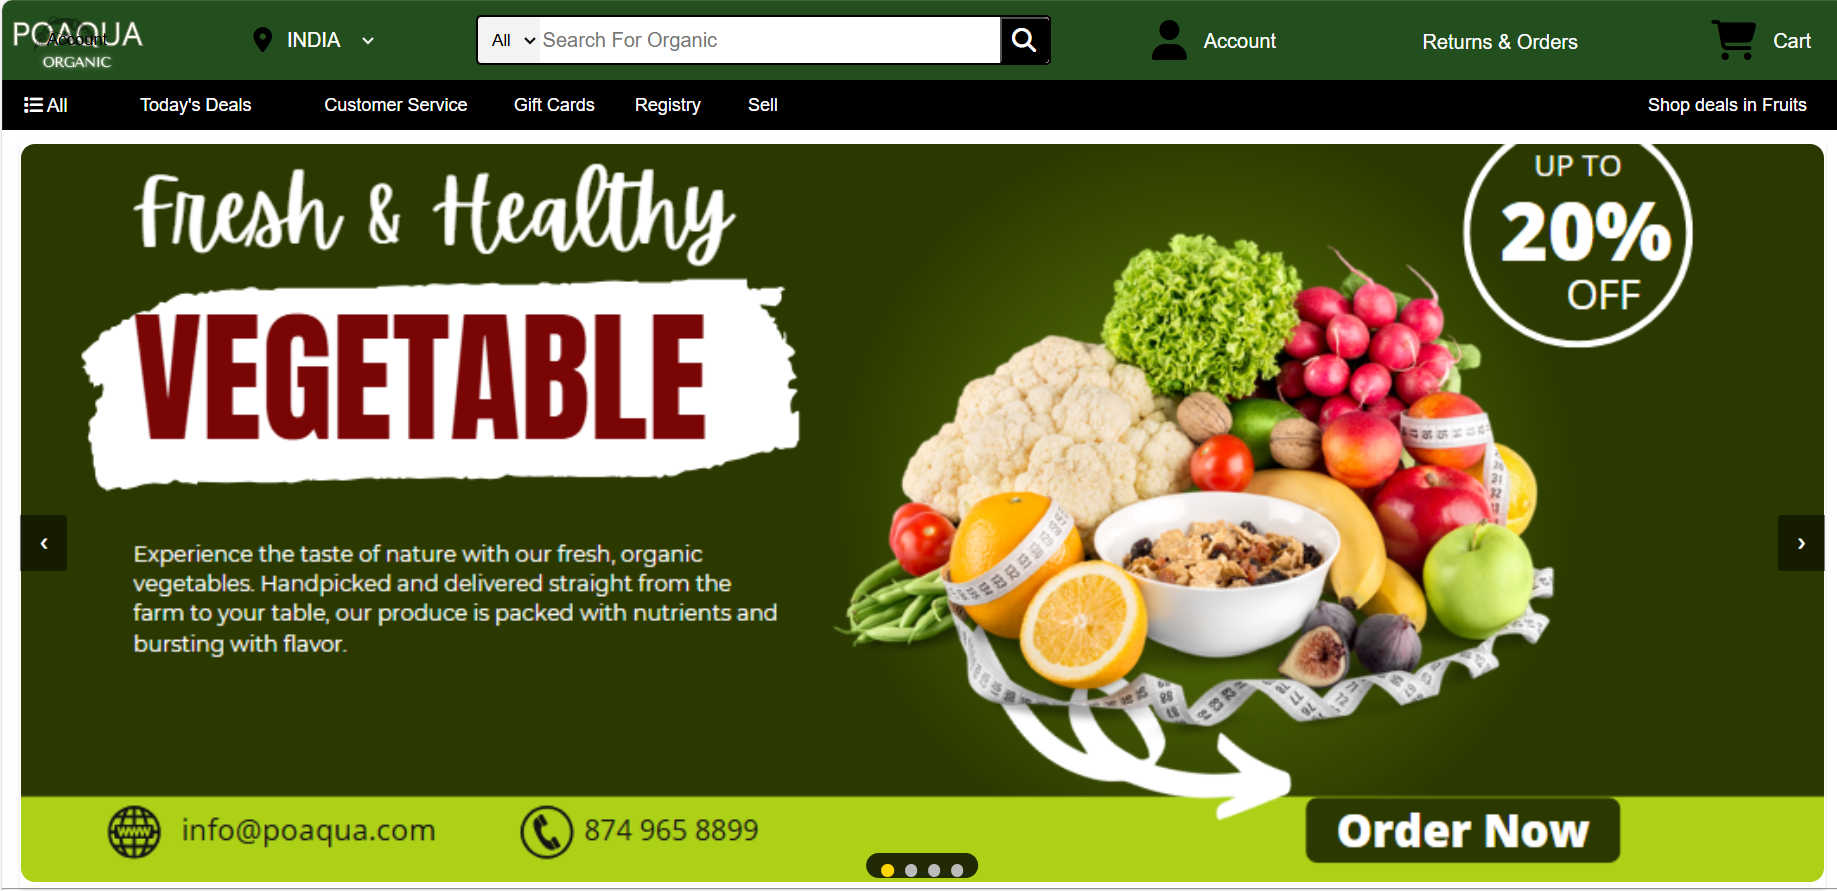 POAQUA
Account
ORGANIC
INDIA
All
Search For Organic
Account
Returns & Orders
Cart
All
Today's Deals
Customer Service
Gift Cards
Registry
Sell
Shop deals in Fruits
Fresh & Healthy
VEGETABLE
UP TO
20%
OFF
Experience the taste of nature with our fresh, organic
vegetables. Handpicked and delivered straight from the
farm to your table, our produce is packed with nutrients and
bursting with flavor.
www
info@poaqua.com
874 965 8899
Order Now